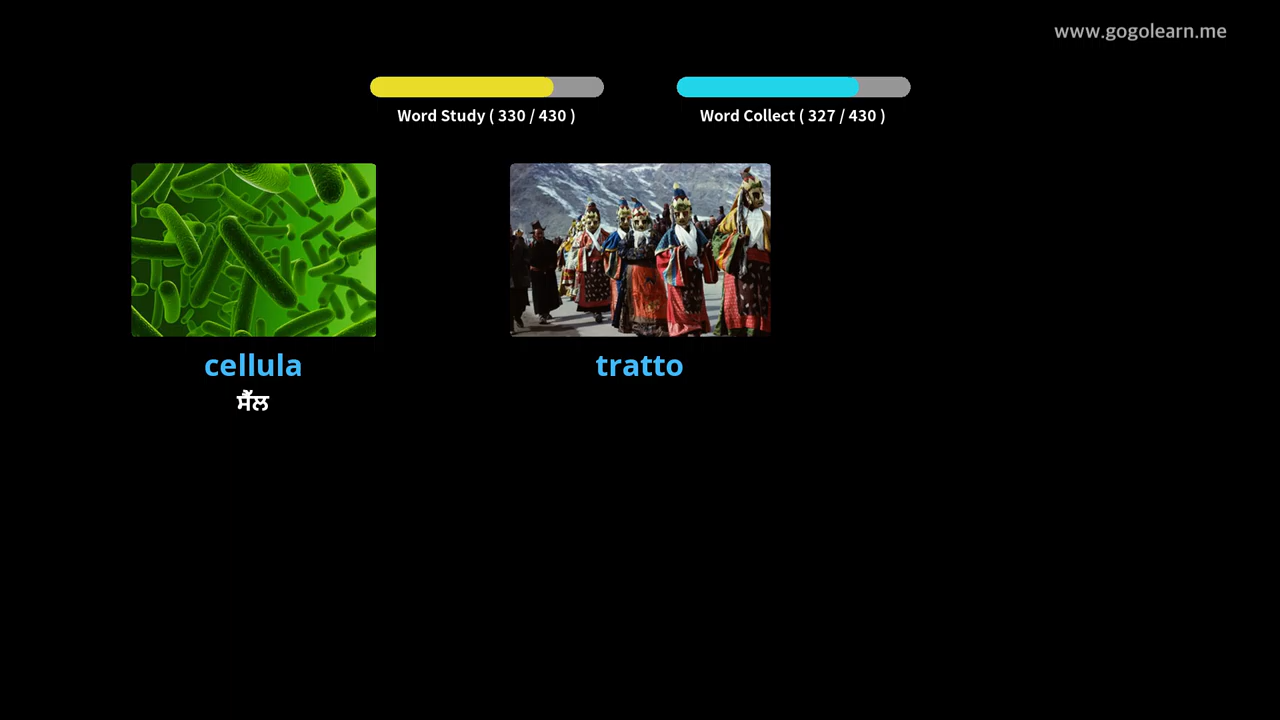 www.gogolearn.me
Word Study ( 330 / 430 )
Word Collect ( 327 / 430 )
cellula
tratto
ਸੈੱਲ